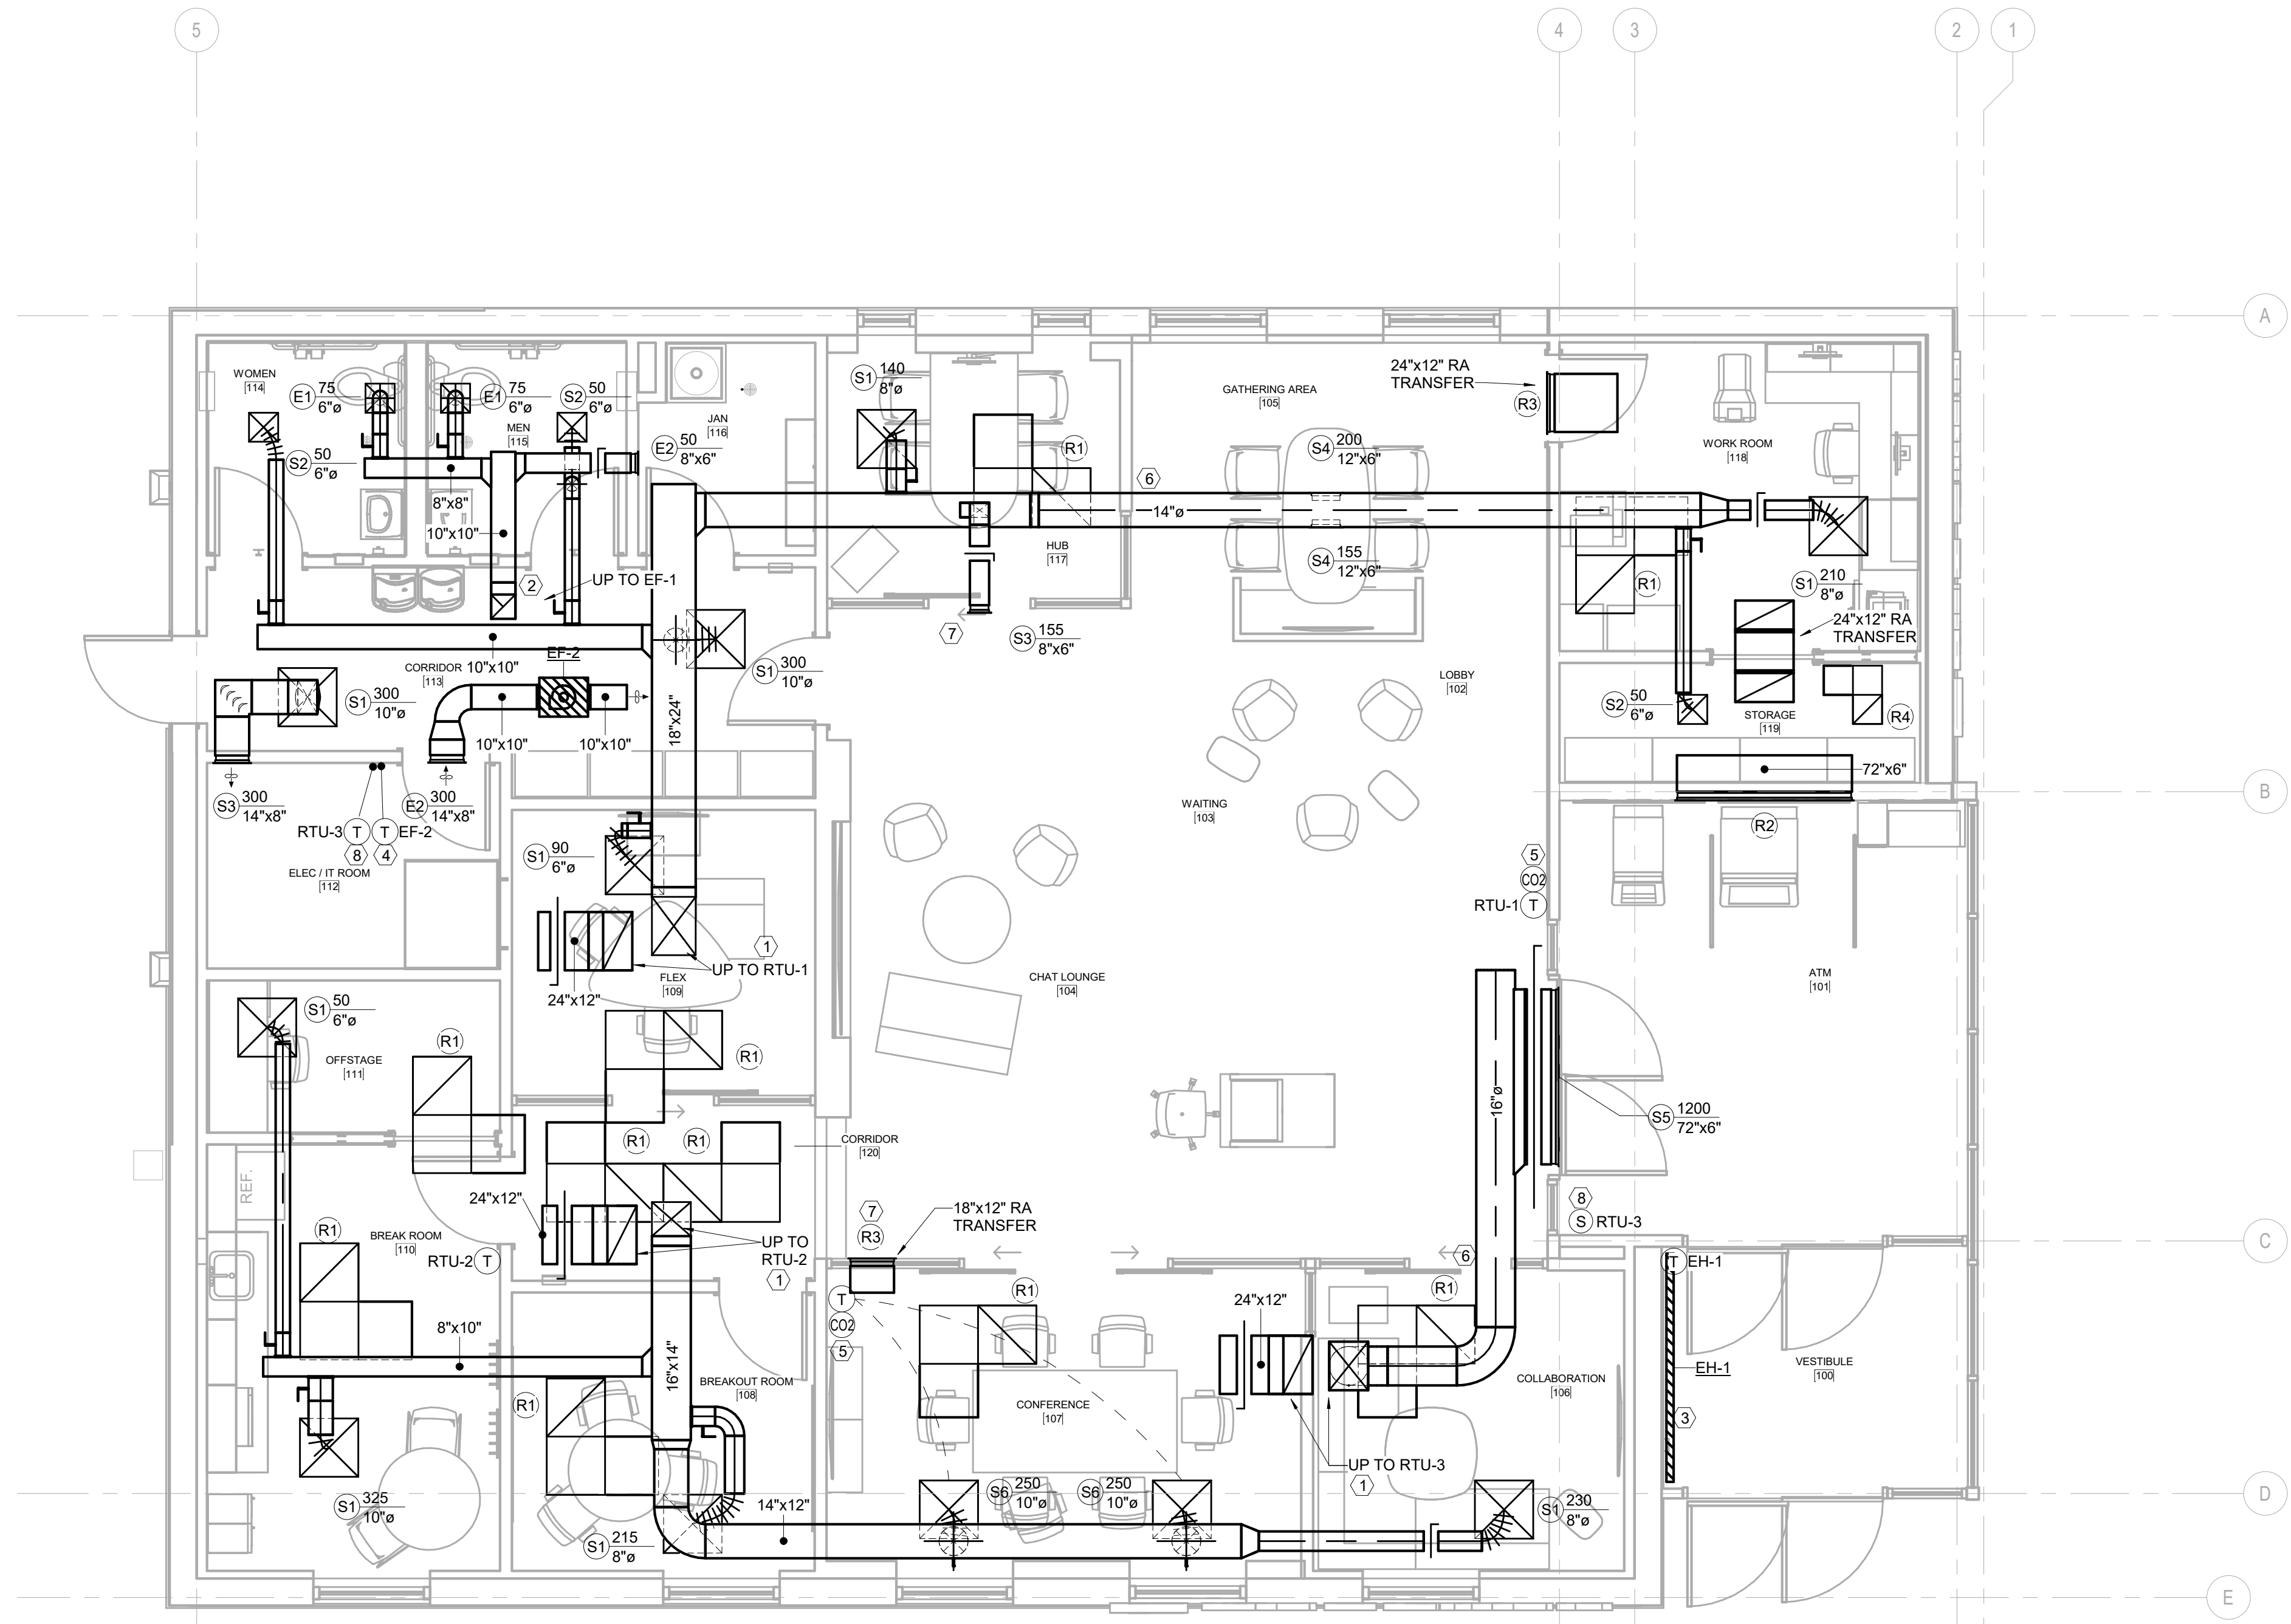 5
4
3
2
1
A
WOMEN
[114]
E1
75
6"ø
E1
75
6"ø
S2
50
6"ø
MEN
[115]
JAN
[116]
E2
50
8"x6"
S2
50
6"ø
8"x8"
10"x10"
2
UP TO EF-1
S1
140
8"ø
R1
HUB
[117]
6
GATHERING AREA
[105]
24"x12" RA
TRANSFER
R3
S4
200
12"x6"
14"ø
S4
155
12"x6"
WORK ROOM
[118]
R1
S1
210
8"ø
24"x12" RA
TRANSFER
7
S3
155
8"x6"
CORRIDOR
[113]
10"x10"
EF-2
S1
300
10"ø
S1
300
10"ø
10"x10"
10"x10"
18"x24"
LOBBY
[102]
S2
6"ø
50
STORAGE
[119]
R4
72"x6"
B
S3
300
14"x8"
E2
300
14"x8"
RTU-3
T
T
EF-2
8
4
ELEC / IT ROOM
[112]
WAITING
[103]
R2
S1
90
6"ø
5
CO2
RTU-1
T
1
UP TO RTU-1
FLEX
[109]
24"x12"
CHAT LOUNGE
[104]
ATM
[101]
S1
50
6"ø
OFFSTAGE
[111]
R1
R1
16"ø
S5
1200
72"x6"
R1
R1
CORRIDOR
[120]
REF.
24"x12"
R1
BREAK ROOM
[110]
RTU-2
T
UP TO
RTU-2
1
7
R3
18"x12" RA
TRANSFER
8
S
RTU-3
C
6
T
EH-1
T
CO2
5
R1
24"x12"
R1
8"x10"
16"x14"
BREAKOUT ROOM
[108]
R1
CONFERENCE
[107]
COLLABORATION
[106]
EH-1
VESTIBULE
[100]
3
UP TO RTU-3
1
S1
325
10"ø
S1
215
8"ø
14"x12"
S6
250
10"ø
S6
250
10"ø
S1
230
8"ø
D
E